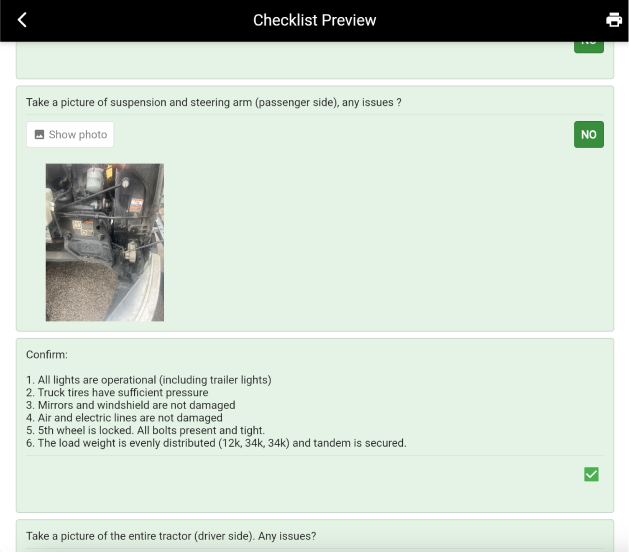 Checklist Preview
NO
Take a picture of suspension and steering arm (passenger side), any issues ?
Show photo
NO
Confirm:
1. All lights are operational (including trailer lights)
2. Truck tires have sufficient pressure
3. Mirrors and windshield are not damaged
4. Air and electric lines are not damaged
5. 5th wheel is locked. All bolts present and tight.
6. The load weight is evenly distributed (12k, 34k, 34k) and tandem is secured.
Take a picture of the entire tractor (driver side). Any issues?